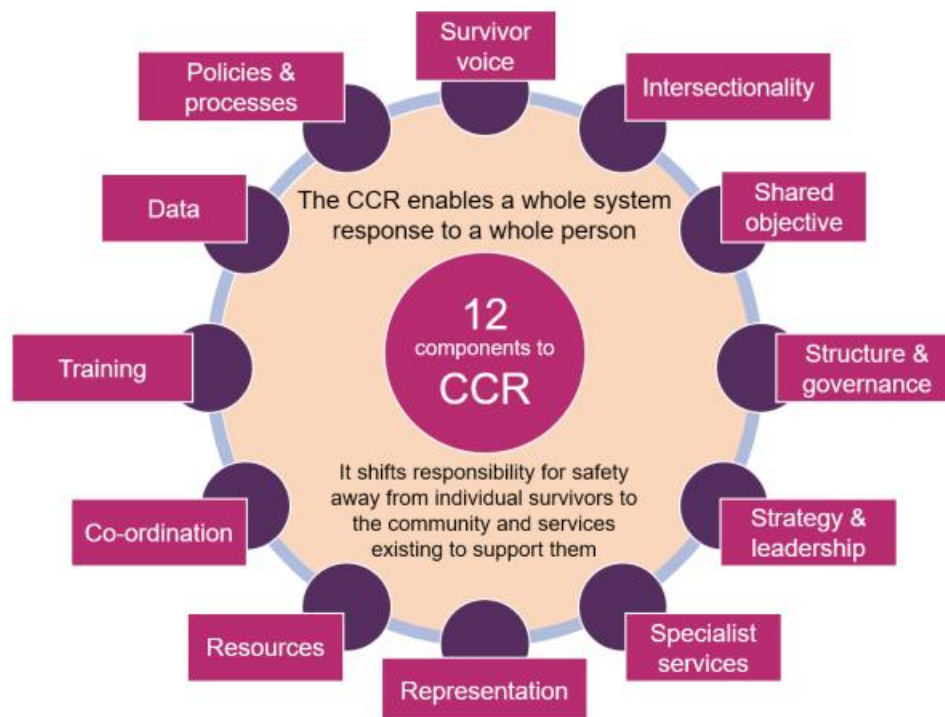 Survivor
voice
Intersectionality
Shared
objective
Structure &
governance
Strategy &
leadership
Specialist
services
Representation
Resources
Co-ordination
Training
Data
Policies &
processes
The CCR enables a whole system
response to a whole person
12
components to
CCR
It shifts responsibility for safety
away from individual survivors to
the community and services
existing to support them